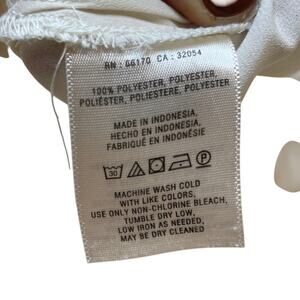 RN : 66170 CA : 32054
100% POLYESTER, POLYESTER,
POLIÉSTER, POLIESTERE, POLYESTER
MADE IN INDONESIA,
HECHO EN INDONESIA,
FABRIQUÉ EN INDONÉSIE
30
P
MACHINE WASH COLD
WITH LIKE COLORS,
USE ONLY NON-CHLORINE BLEACH,
TUMBLE DRY LOW,
LOW IRON AS NEEDED,
MAY BE DRY CLEANED